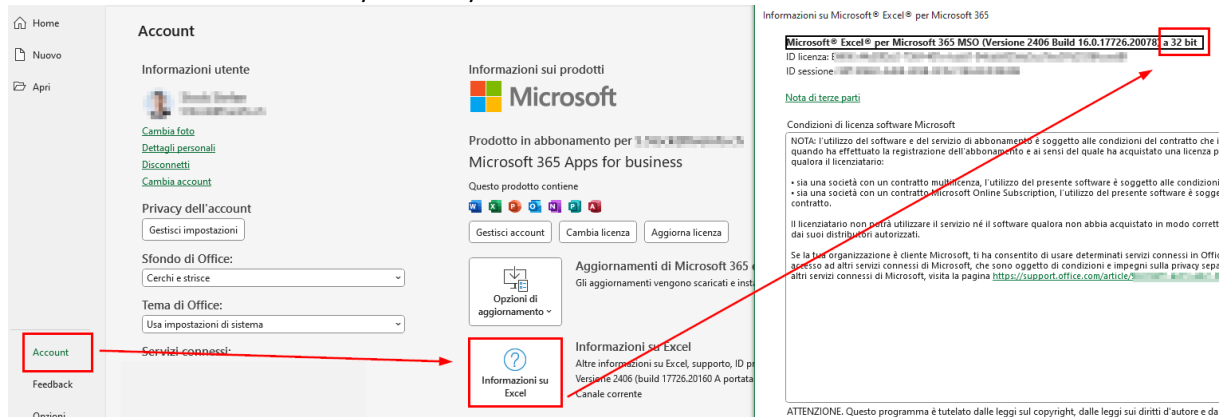 Home
Nuovo
Apri
Account
Feedback
Opzioni
Account
Informazioni utente
Cambia foto
Dettagli personali
Disconnetti
Cambia account
Privacy dell'account
Gestisci impostazioni
Sfondo di Office:
Cerchi e strisce
Tema di Office:
Usa impostazioni di sistema
Servizi connessi:
Informazioni sui prodotti
Microsoft
Prodotto in abbonamento per
Microsoft 365 Apps for business
Questo prodotto contiene
Gestisci account
Cambia licenza
Aggiorna licenza
Opzioni di
aggiornamento
Aggiornamenti di Microsoft 365
Gli aggiornamenti vengono scaricati e
Informazioni su
Excel
Informazioni su Excel
Altre informazioni su Excel, supporto, ID
Versione 2406 (build 17726.20160 A portata
Canale corrente
Informazioni su Microsoft® Excel® per Microsoft 365
Microsoft® Excel® per Microsoft 365 MSO (Versione 2406 Build 16.0.17726.20078) a 32 bit
ID licenza:
ID sessione
Nota di terze parti
Condizioni di licenza software Microsoft
NOTA: l'utilizzo del software e del servizio di abbonamento è soggetto alle condizioni del contratto che
quando ha effettuato la registrazione dell'abbonamento e ai sensi del quale ha acquistato una licenza
qualora il licenziatario:
• sia una società con un contratto multilicenza, l'utilizzo del presente software è soggetto alle condizioni
• sia una società con un contratto Microsoft Online Subscription, l'utilizzo del presente software è
contratto.
Il licenziatario non potrà utilizzare il servizio né il software qualora non abbia acquistato in modo
dai suoi distributori autorizzati.
Se la tua organizzazione è cliente Microsoft, ti ha consentito di usare determinati servizi connessi in
accesso ad altri servizi connessi di Microsoft, che sono oggetto di condizioni e impegni sulla privacy
altri servizi connessi di Microsoft, visita la pagina https://support.office.com/article/
ATTENZIONE. Questo programma è tutelato dalle leggi sul copyright, dalle leggi sui diritti d'autore e